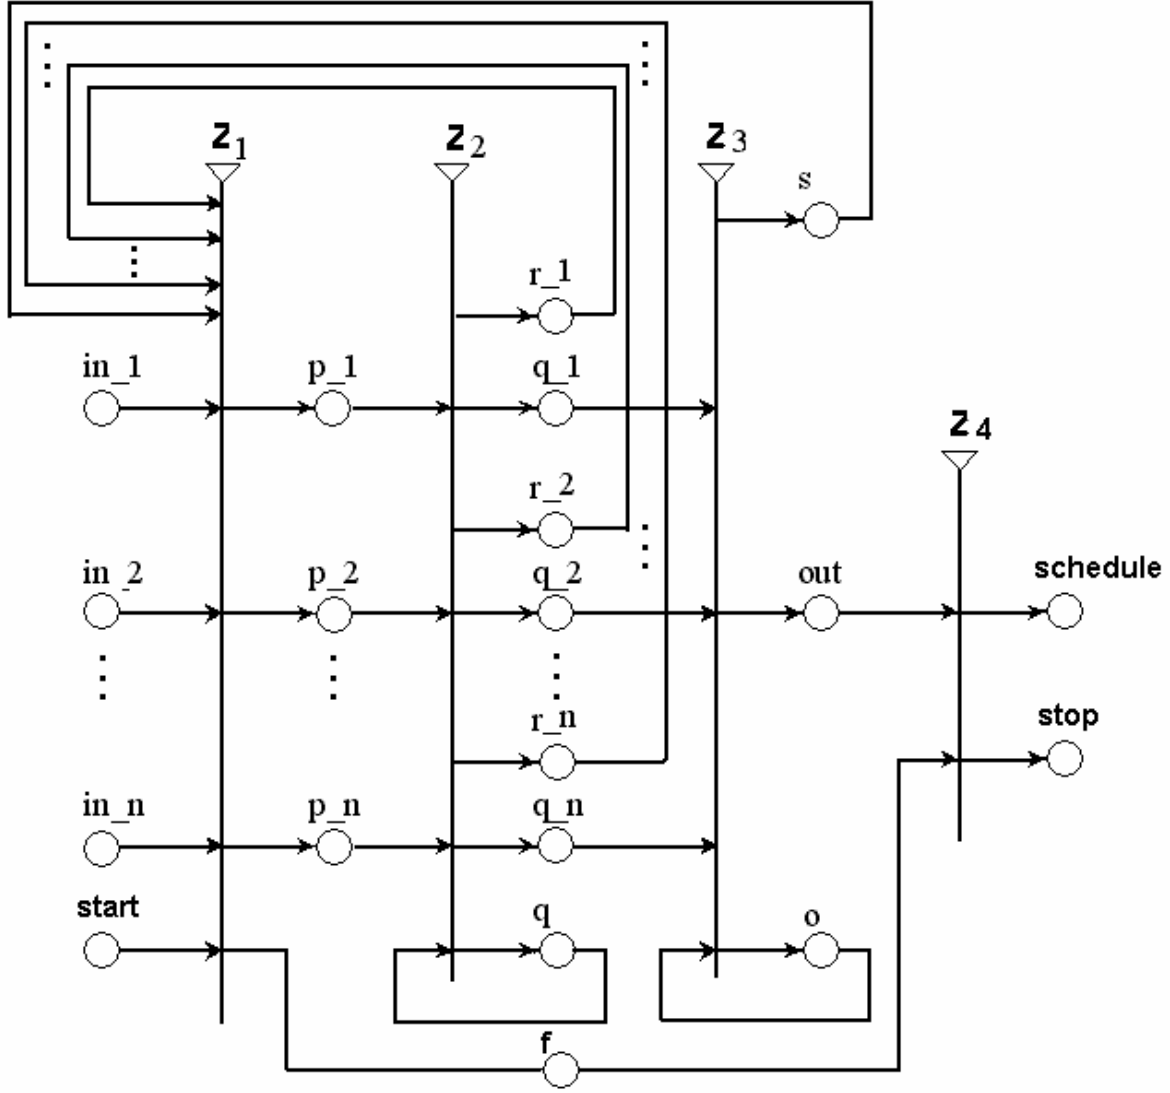 Z1
Z2
Z3
s
r_1
in_1
p_1
q_1
Z4
r_2
in_2
p_2
q_2
out
schedule
r_n
stop
in_n
p_n
q_n
start
q
o
f